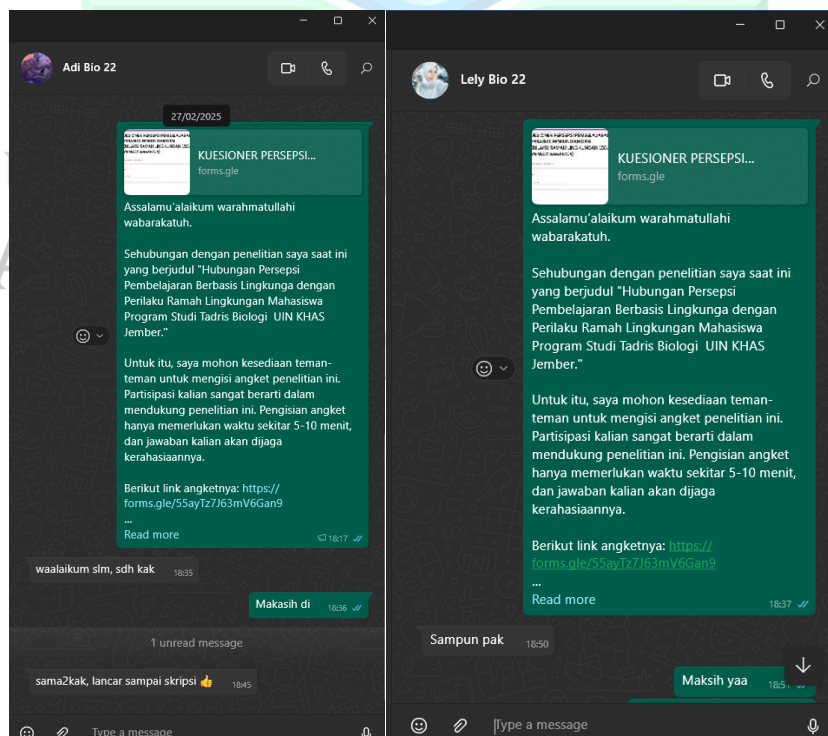 Adi Bio 22
27/02/2025
KUESIONER PERSEPSI...
forms.gle
Assalamu'alaikum warahmatullahi
wabarakatuh.
Sehubungan dengan penelitian saya saat ini
yang berjudul "Hubungan Persepsi
Pembelajaran Berbasis Lingkunga dengan
Perilaku Ramah Lingkungan Mahasiswa
Program Studi Tadris Biologi  UIN KHAS
Jember."
Untuk itu, saya mohon kesediaan teman-
teman untuk mengisi angket penelitian ini.
Partisipasi kalian sangat berarti dalam
mendukung penelitian ini. Pengisian angket
hanya memerlukan waktu sekitar 5-10 menit,
dan jawaban kalian akan dijaga
kerahasiaannya.
Berikut link angketnya: https://
forms.gle/55ayTz7J63mV6Gan9
...
Read more
18:17
waalaikum slm, sdh kak
18:35
Makasih di
18:36
1 unread message
sama2kak, lancar sampai skripsi 👍
18:45
Type a message
Lely Bio 22
KUESIONER PERSEPSI...
forms.gle
Assalamu'alaikum warahmatullahi
wabarakatuh.
Sehubungan dengan penelitian saya saat ini
yang berjudul "Hubungan Persepsi
Pembelajaran Berbasis Lingkunga dengan
Perilaku Ramah Lingkungan Mahasiswa
Program Studi Tadris Biologi  UIN KHAS
Jember."
Untuk itu, saya mohon kesediaan teman-
teman untuk mengisi angket penelitian ini.
Partisipasi kalian sangat berarti dalam
mendukung penelitian ini. Pengisian angket
hanya memerlukan waktu sekitar 5-10 menit,
dan jawaban kalian akan dijaga
kerahasiaannya.
Berikut link angketnya: https://
forms.gle/55ayTz7J63mV6Gan9
...
Read more
18:37
Sampun pak
18:50
Maksih yaa
18:51
Type a message